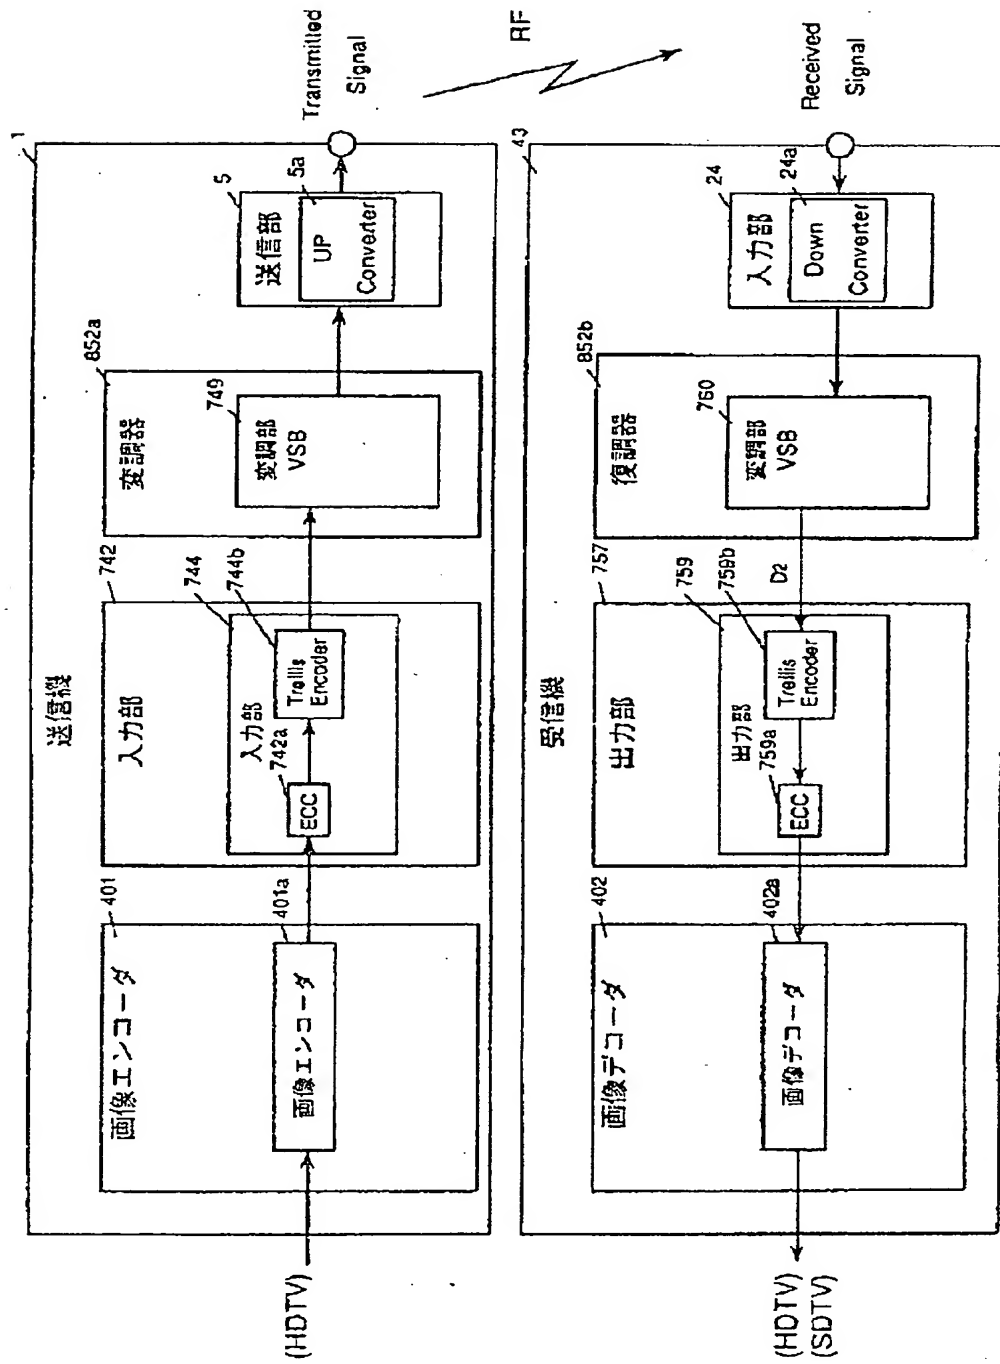 (HDTV)
送信機
1
画像エンコーダ
401
画像エンコーダ
401a
入力部
742
入力部
744
742a
ECC
744b
Trellis
Encoder
変調器
852a
変調部
VSB
749
送信部
5
UP
Converter
5a
Transmitted
Signal
RF
Received
Signal
受信機
43
入力部
24
Down
Converter
24a
復調器
852b
変調部
VSB
760
D2
出力部
757
出力部
759
759a
ECC
759b
Trellis
Encoder
画像デコーダ
402
画像デコーダ
402a
(HDTV)
(SDTV)